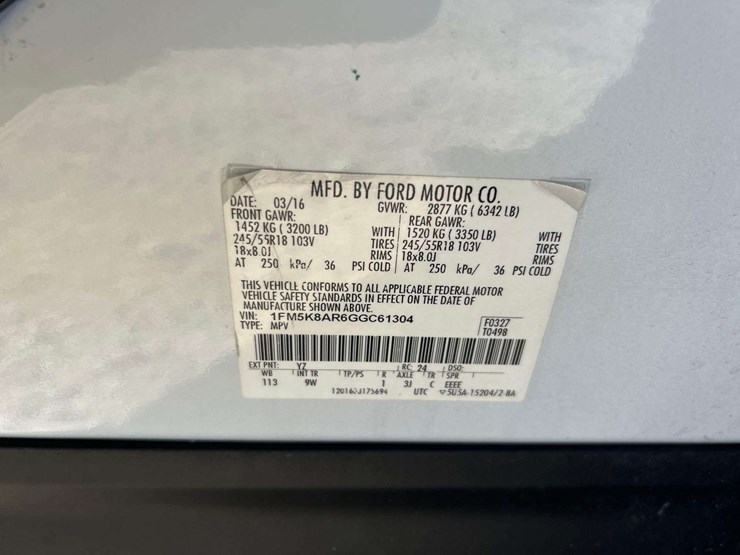 MFD. BY FORD MOTOR CO.
DATE: 03/16 GVWR: 2877 KG ( 6342 LB)
FRONT GAWR: REAR GAWR:
1452 KG ( 3200 LB) WITH 1520 KG ( 3350 LB) WITH
245/55R18 103V TIRES 245/55R18 103V TIRES
18x8.0J RIMS 18x8.0J RIMS
AT 250 kPa/ 36 PSI COLD AT 250 kPa/ 36 PSI COLD
THIS VEHICLE CONFORMS TO ALL APPLICABLE FEDERAL MOTOR
VEHICLE SAFETY STANDARDS IN EFFECT ON THE DATE OF
MANUFACTURE SHOWN ABOVE.
VIN: 1FM5K8AR6GGC61304 F0327
TYPE: MPV T0498
EXT PNT: YZ RC: 24 DSO:
WB INT TR TP/PS R AXLE TR SPR
113 9W 1 3J C EEEE
UTC ▽5USA-15204/2-BA